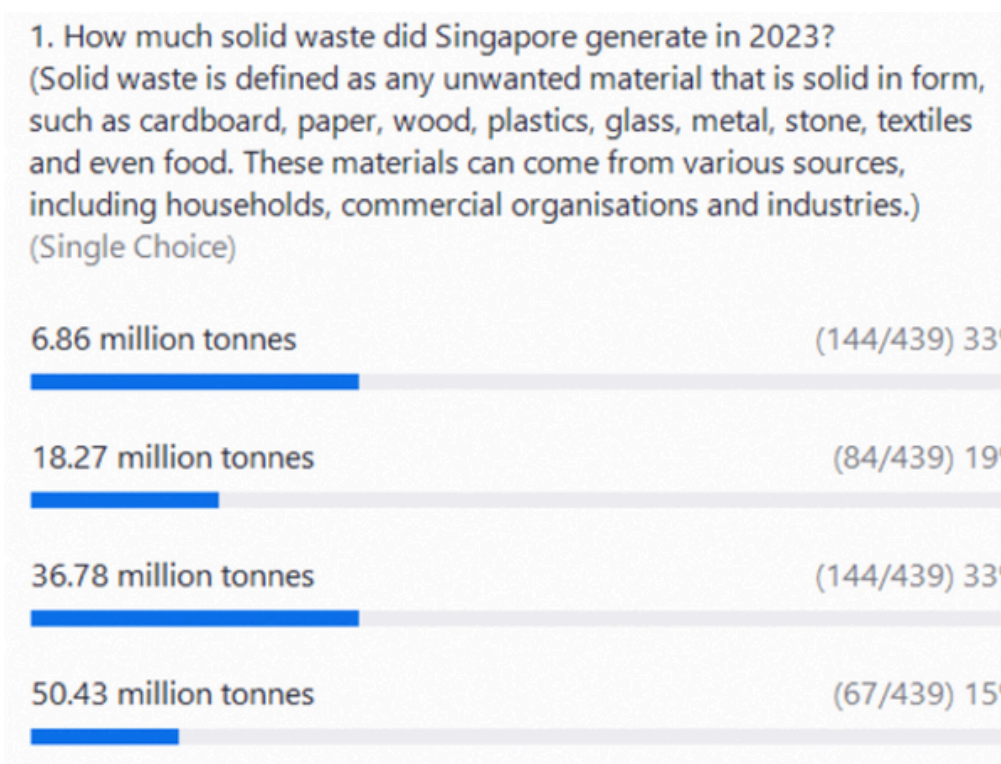 1. How much solid waste did Singapore generate in 2023?
(Solid waste is defined as any unwanted material that is solid in form,
such as cardboard, paper, wood, plastics, glass, metal, stone, textiles
and even food. These materials can come from various sources,
including households, commercial organisations and industries.)
(Single Choice)
6.86 million tonnes (144/439) 33%
18.27 million tonnes (84/439) 19%
36.78 million tonnes (144/439) 33%
50.43 million tonnes (67/439) 15%